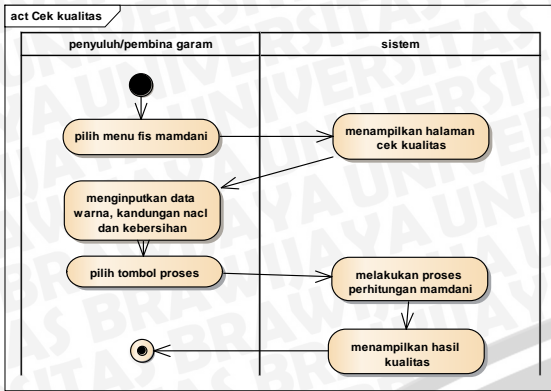 act Cek kualitas
penyuluh/pembina garam
sistem
pilih menu fis mamdani
menampilkan halaman
cek kualitas
menginputkan data
warna, kandungan nacl
dan kebersihan
pilih tombol proses
melakukan proses
perhitungan mamdani
menampilkan hasil
kualitas